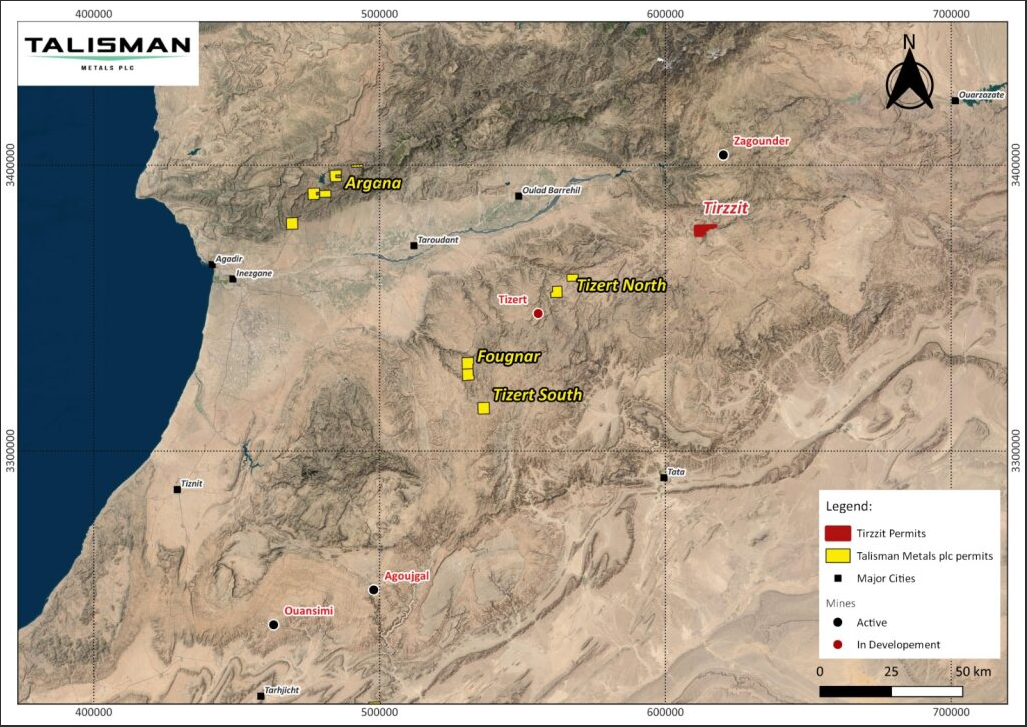 400000
500000
600000
700000
TALISMAN
METALS PLC
N
Ouarzazate
Zagounder
3400000
3400000
Argana
Oulad Barrehil
Tirzzit
Taroudant
Agadir
Inezgane
Tizert North
Tizert
Fougnar
Tizert South
3300000
3300000
Tata
Tiznit
Legend:
Tirzzit Permits
Talisman Metals plc permits
Major Cities
Mines
Active
In Developement
Agoujgal
Ouansimi
0 25 50 km
Tarhjicht
400000
500000
600000
700000